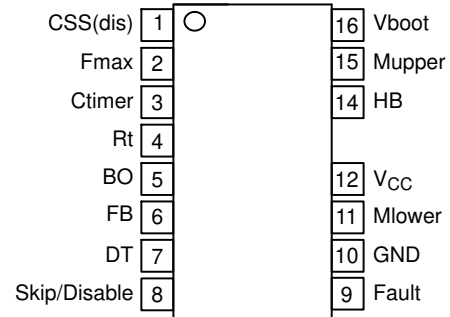 CSS(dis) 1 16 Vboot
Fmax 2 15 Mupper
Ctimer 3 14 HB
Rt 4
BO 5 12 VCC
FB 6 11 Mlower
DT 7 10 GND
Skip/Disable 8 9 Fault